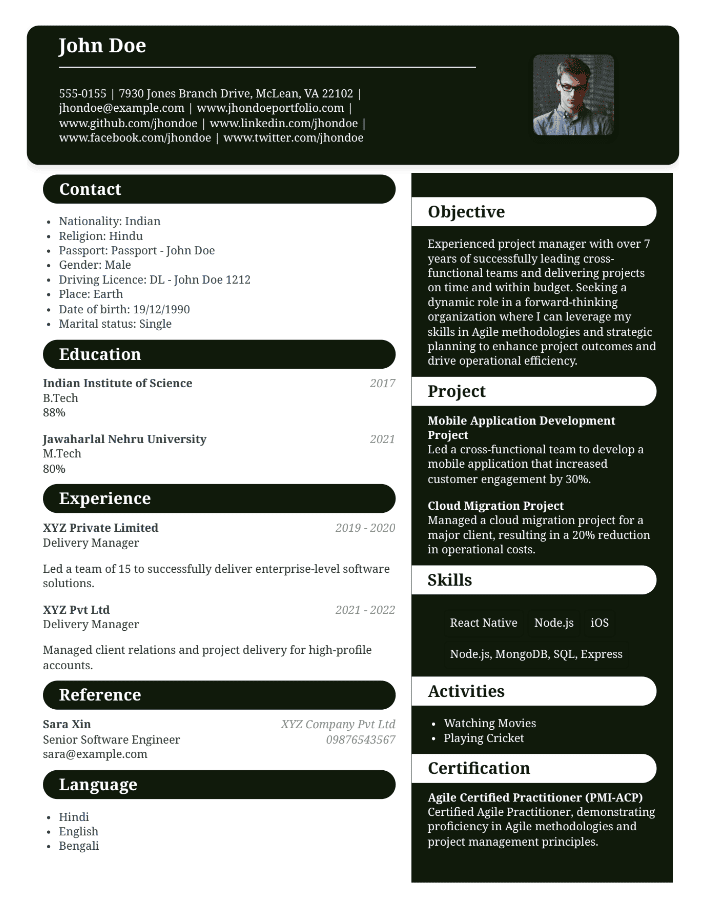 John Doe
555-0155 | 7930 Jones Branch Drive, McLean, VA 22102 |
jhondoe@example.com | www.jhondoeportfolio.com |
www.github.com/jhondoe | www.linkedin.com/jhondoe |
www.facebook.com/jhondoe | www.twitter.com/jhondoe
Contact
• Nationality: Indian
• Religion: Hindu
• Passport: Passport - John Doe
• Gender: Male
• Driving Licence: DL - John Doe 1212
• Place: Earth
• Date of birth: 19/12/1990
• Marital status: Single
Education
Indian Institute of Science 2017
B.Tech
88%
Jawaharlal Nehru University 2021
M.Tech
80%
Experience
XYZ Private Limited 2019 - 2020
Delivery Manager
Led a team of 15 to successfully deliver enterprise-level software
solutions.
XYZ Pvt Ltd 2021 - 2022
Delivery Manager
Managed client relations and project delivery for high-profile
accounts.
Reference
Sara Xin XYZ Company Pvt Ltd
Senior Software Engineer 09876543567
sara@example.com
Language
• Hindi
• English
• Bengali
Objective
Experienced project manager with over 7
years of successfully leading cross-
functional teams and delivering projects
on time and within budget. Seeking a
dynamic role in a forward-thinking
organization where I can leverage my
skills in Agile methodologies and strategic
planning to enhance project outcomes and
drive operational efficiency.
Project
Mobile Application Development
Project
Led a cross-functional team to develop a
mobile application that increased
customer engagement by 30%.
Cloud Migration Project
Managed a cloud migration project for a
major client, resulting in a 20% reduction
in operational costs.
Skills
React Native Node.js iOS
Node.js, MongoDB, SQL, Express
Activities
• Watching Movies
• Playing Cricket
Certification
Agile Certified Practitioner (PMI-ACP)
Certified Agile Practitioner, demonstrating
proficiency in Agile methodologies and
project management principles.